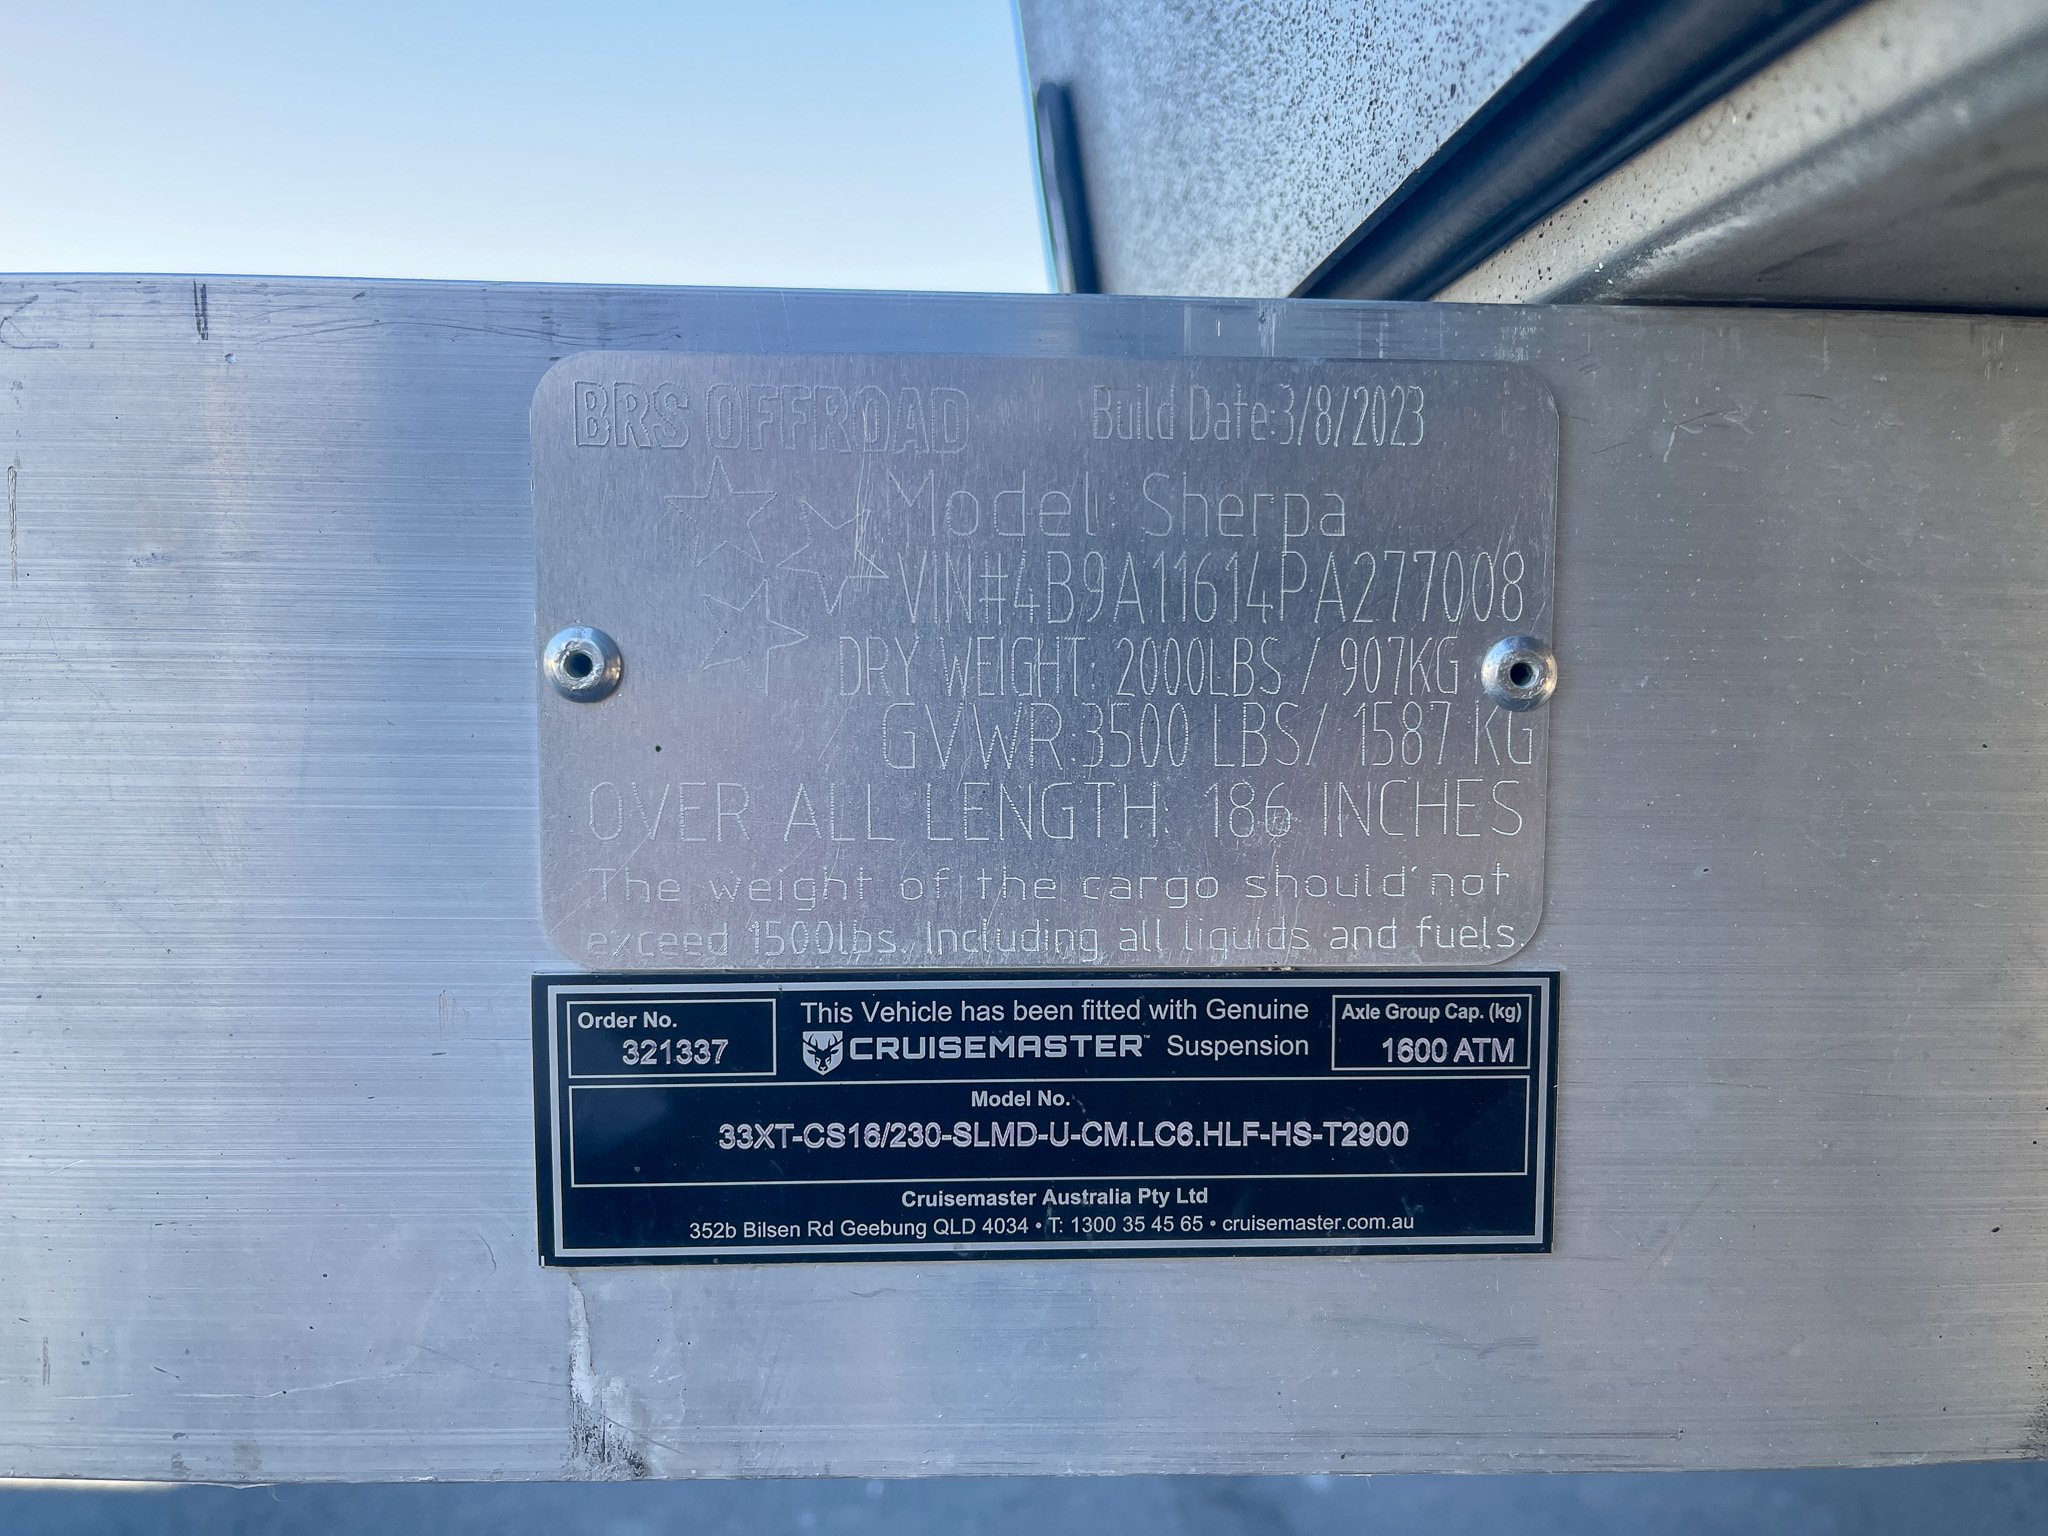 BRS OFFROAD Build Date:3/8/2023
Model: Sherpa
VIN#4B9A11614PA277008
DRY WEIGHT: 2000LBS / 907KG
GVWR:3500 LBS/ 1587 KG
OVER ALL LENGTH: 186 INCHES
The weight of the cargo should not
exceed 1500lbs. Including all liquids and fuels.
Order No.
321337
This Vehicle has been fitted with Genuine
CRUISEMASTER™ Suspension
Axle Group Cap. (kg)
1600 ATM
Model No.
33XT-CS16/230-SLMD-U-CM.LC6.HLF-HS-T2900
Cruisemaster Australia Pty Ltd
352b Bilsen Rd Geebung QLD 4034 • T: 1300 35 45 65 • cruisemaster.com.au